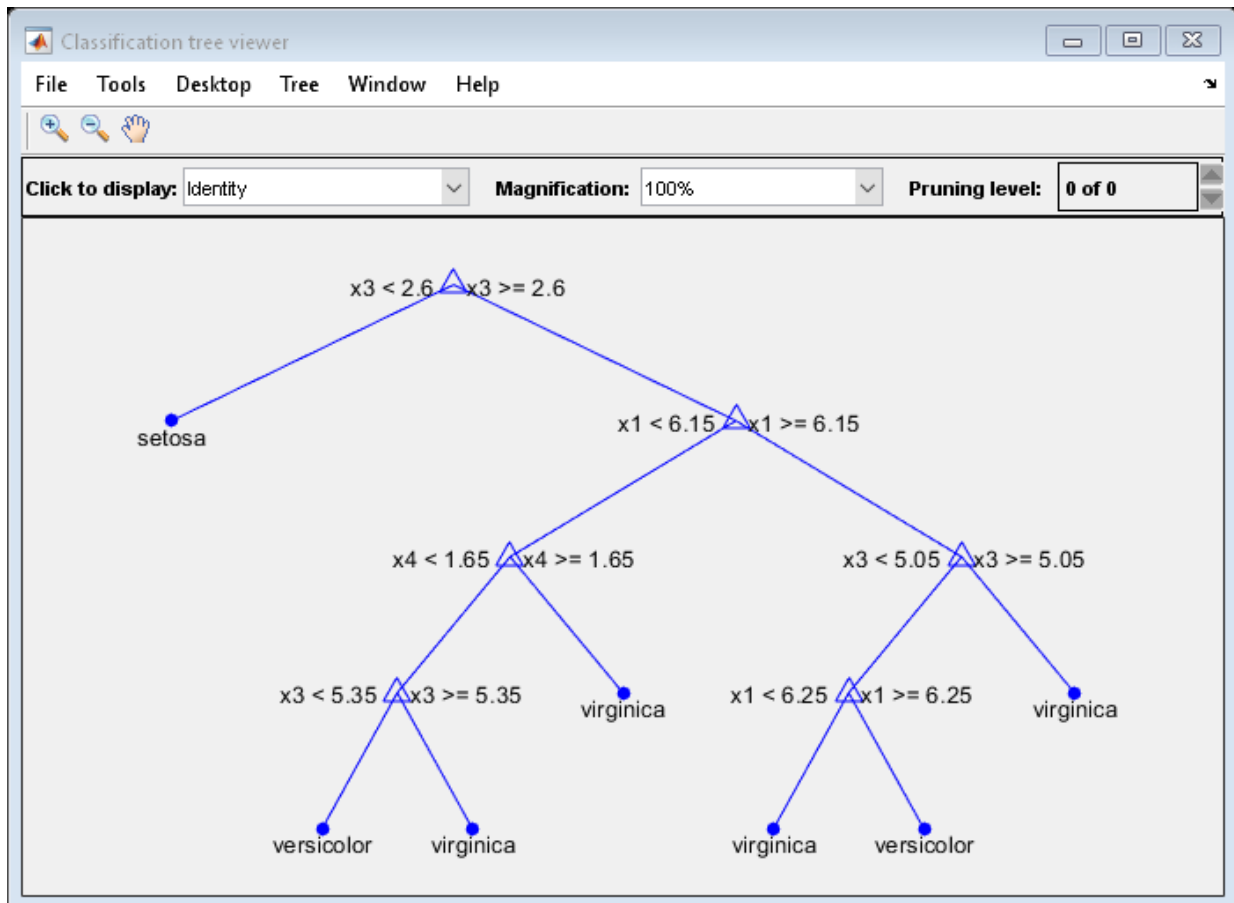 Classification tree viewer
File Tools Desktop Tree Window Help
Click to display: Identity Magnification: 100% Pruning level: 0 of 0
x3 < 2.6 x3 >= 2.6
setosa
x1 < 6.15 x1 >= 6.15
x4 < 1.65 x4 >= 1.65 x3 < 5.05 x3 >= 5.05
x3 < 5.35 x3 >= 5.35 virginica x1 < 6.25 x1 >= 6.25 virginica
versicolor virginica virginica versicolor